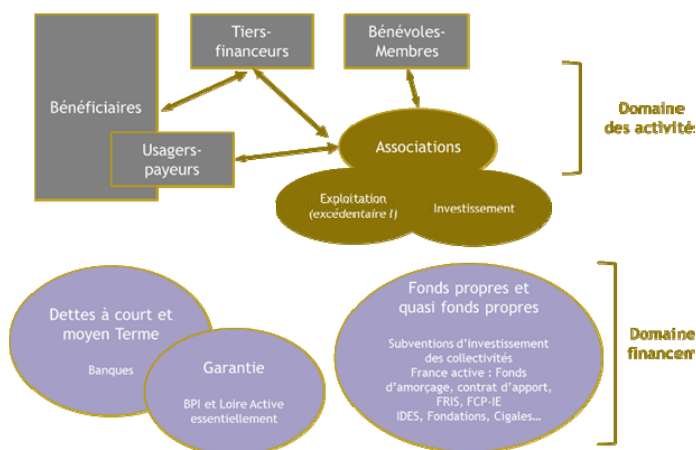 Tiers-
financeurs
Bénévoles-
Membres
Bénéficiaires
Usagers-
payeurs
Associations
Exploitation
(excédentaire !)
Investissement
Domaine
des activités
Dettes à court et
moyen Terme
Banques
Garantie
BPI et Loire Active
essentiellement
Fonds propres et
quasi fonds propres
Subventions d’investissement
des collectivités
France active : Fonds
d’amorçage, contrat d’apport,
FRIS, FCP-IE
IDES, Fondations, Cigales…
Domaine
financem